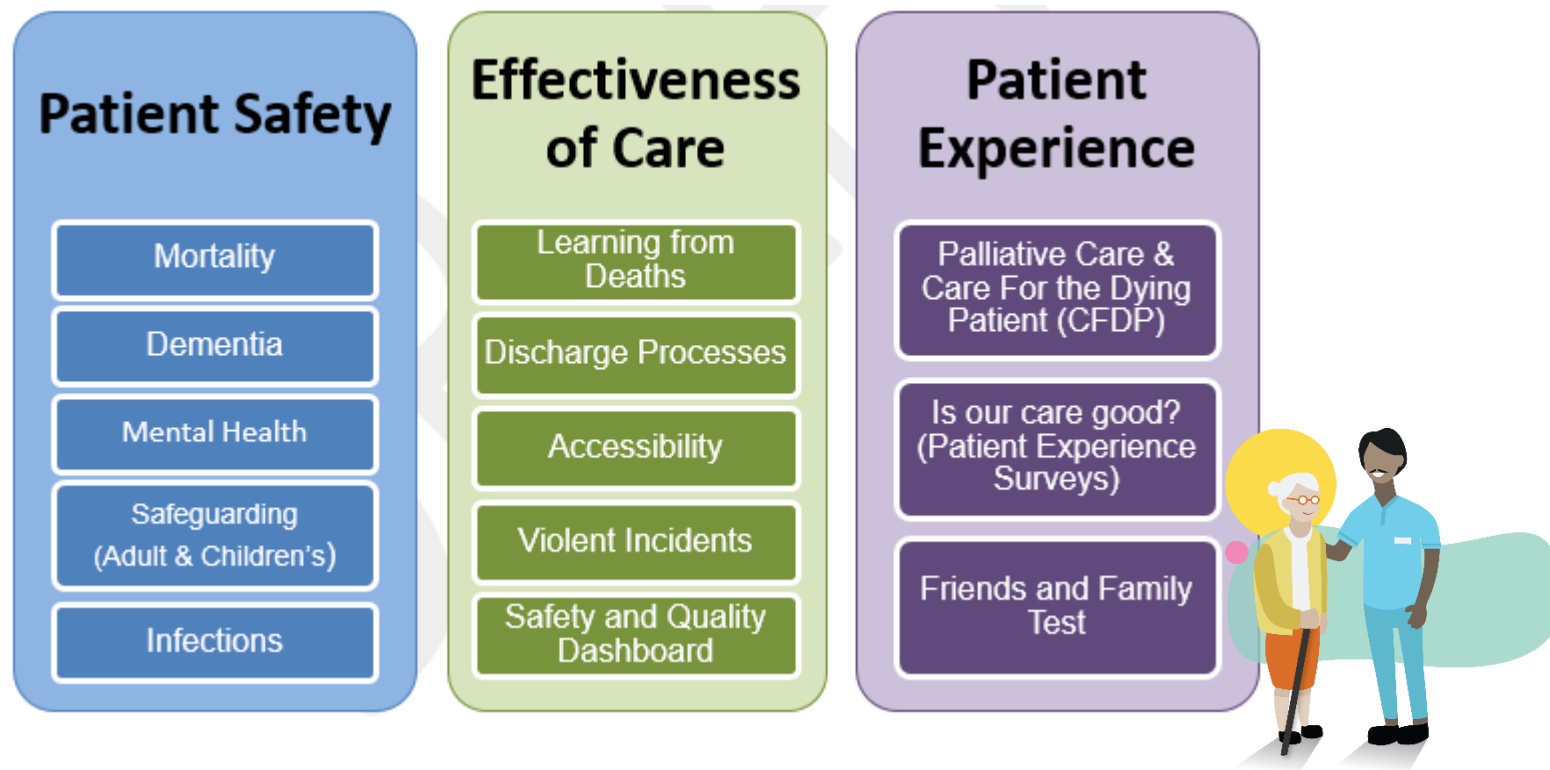 Patient Safety
Mortality
Dementia
Mental Health
Safeguarding
(Adult & Children's)
Infections
Effectiveness
of Care
Learning from
Deaths
Discharge Processes
Accessibility
Violent Incidents
Safety and Quality
Dashboard
Patient
Experience
Palliative Care &
Care For the Dying
Patient (CFDP)
Is our care good?
(Patient Experience
Surveys)
Friends and Family
Test